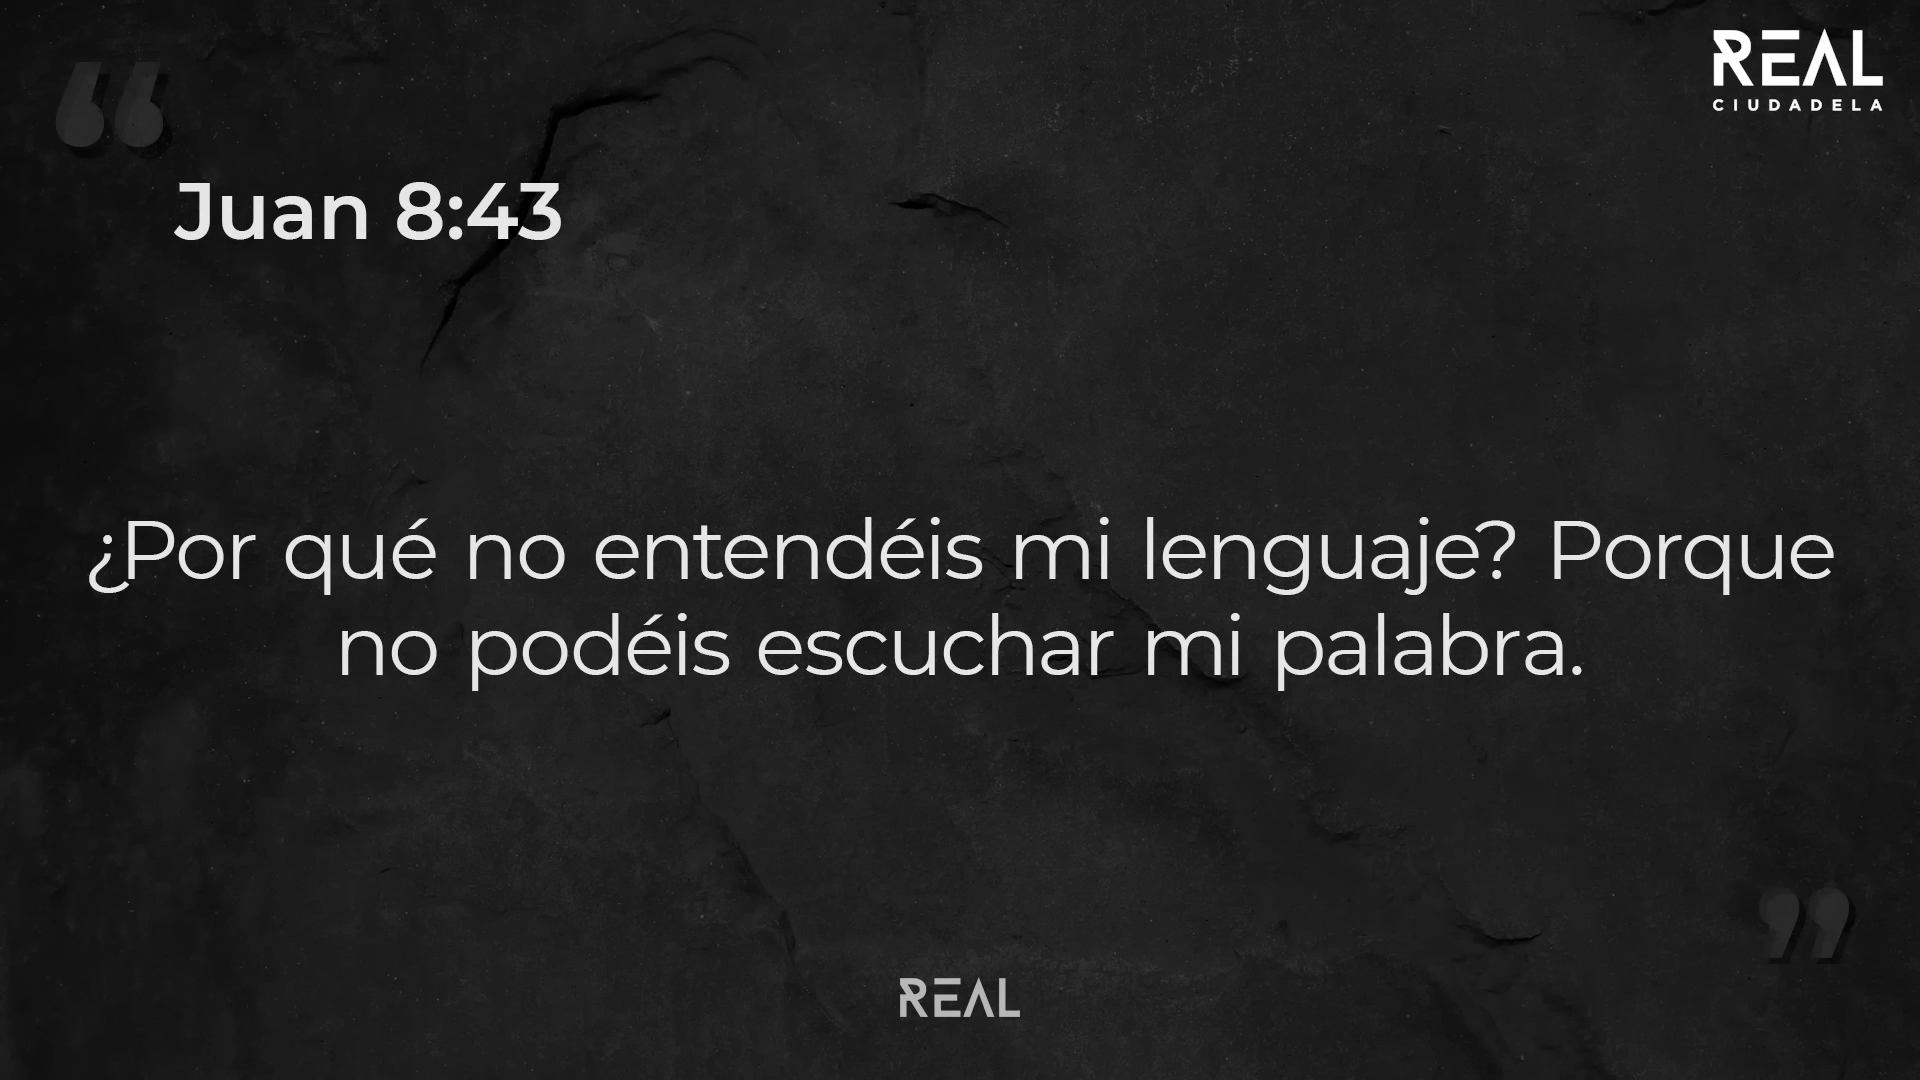 REAL
CIUDADELA
Juan 8:43
¿Por qué no entendéis mi lenguaje? Porque
no podéis escuchar mi palabra.
REAL